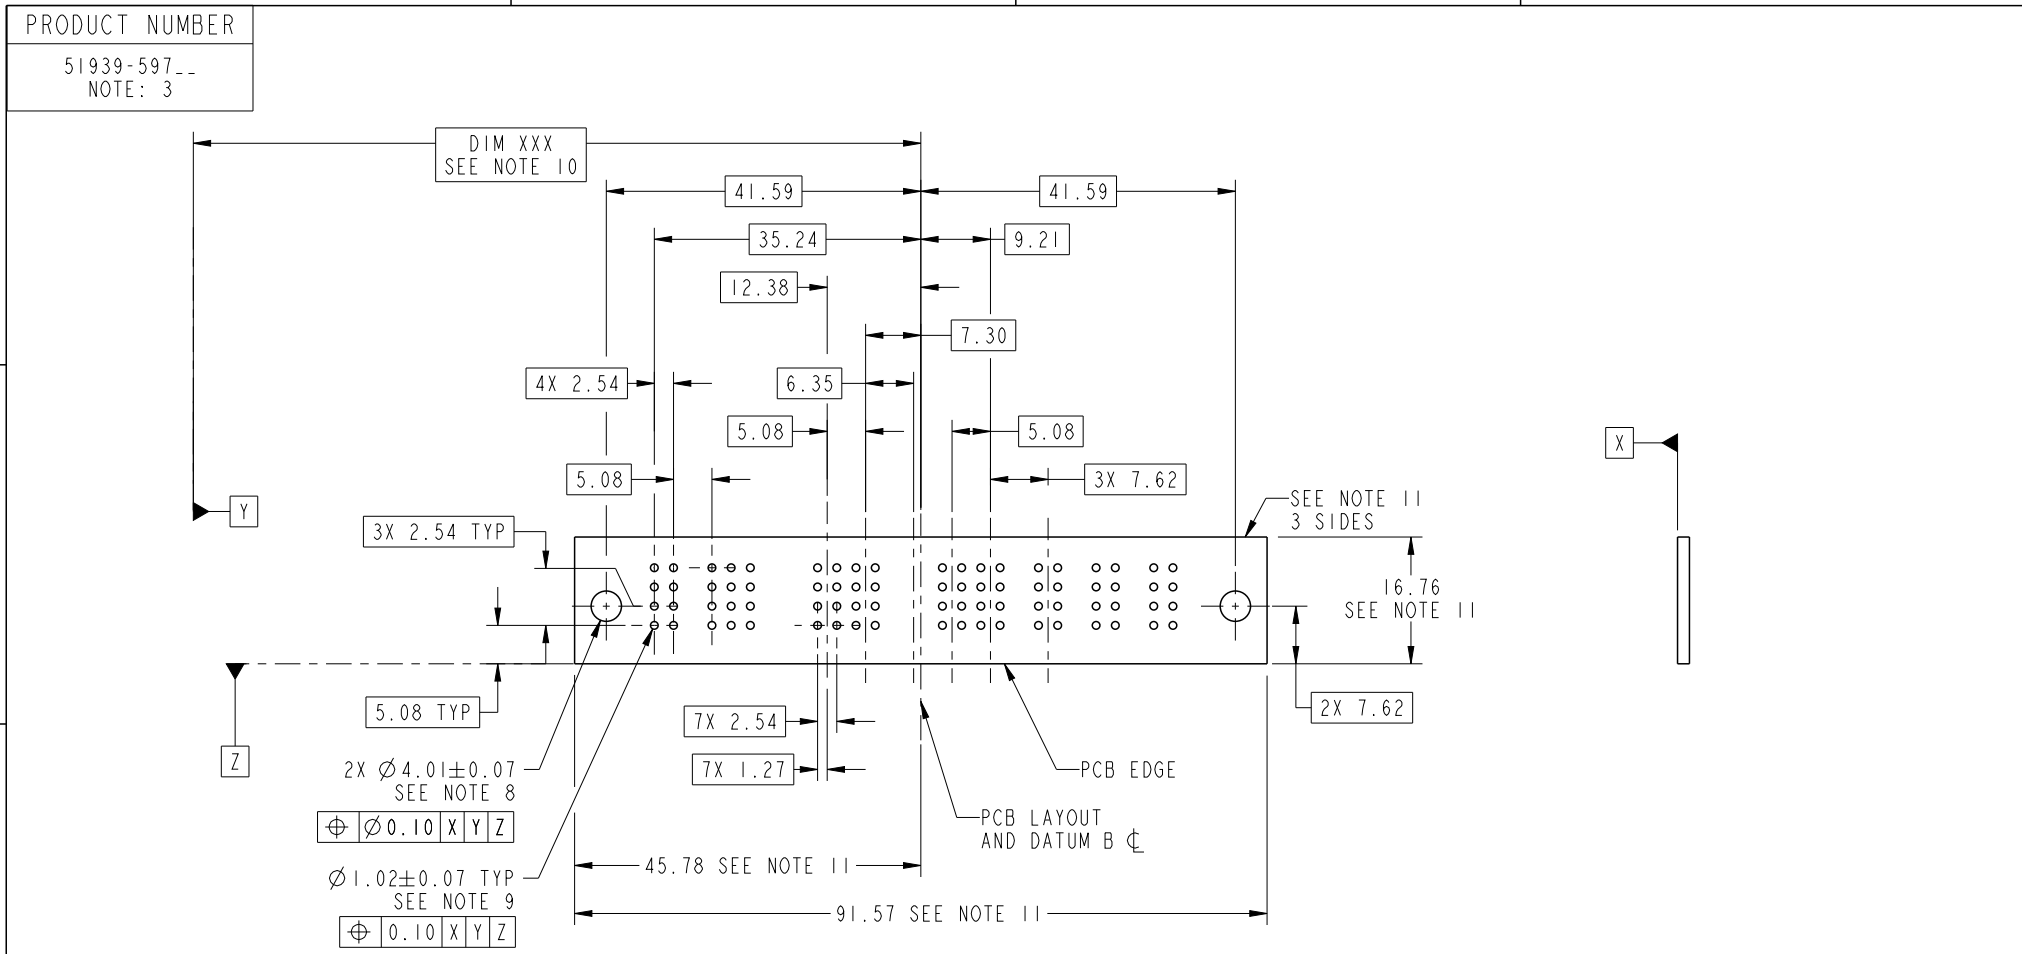 PRODUCT NUMBER
51939-597__
NOTE: 3
DIM XXX
SEE NOTE 10
41.59
41.59
35.24
9.21
12.38
7.30
4X 2.54
6.35
5.08
5.08
5.08
3X 7.62
X
Y
SEE NOTE 11
3 SIDES
3X 2.54 TYP
16.76
SEE NOTE 11
5.08 TYP
7X 2.54
2X 7.62
Z
2X Ø4.01±0.07
SEE NOTE 8
7X 1.27
PCB EDGE
⌖ Ø0.10 X Y Z
PCB LAYOUT
AND DATUM B ℄
45.78 SEE NOTE 11
Ø1.02±0.07 TYP
SEE NOTE 9
91.57 SEE NOTE 11
⌖ 0.10 X Y Z